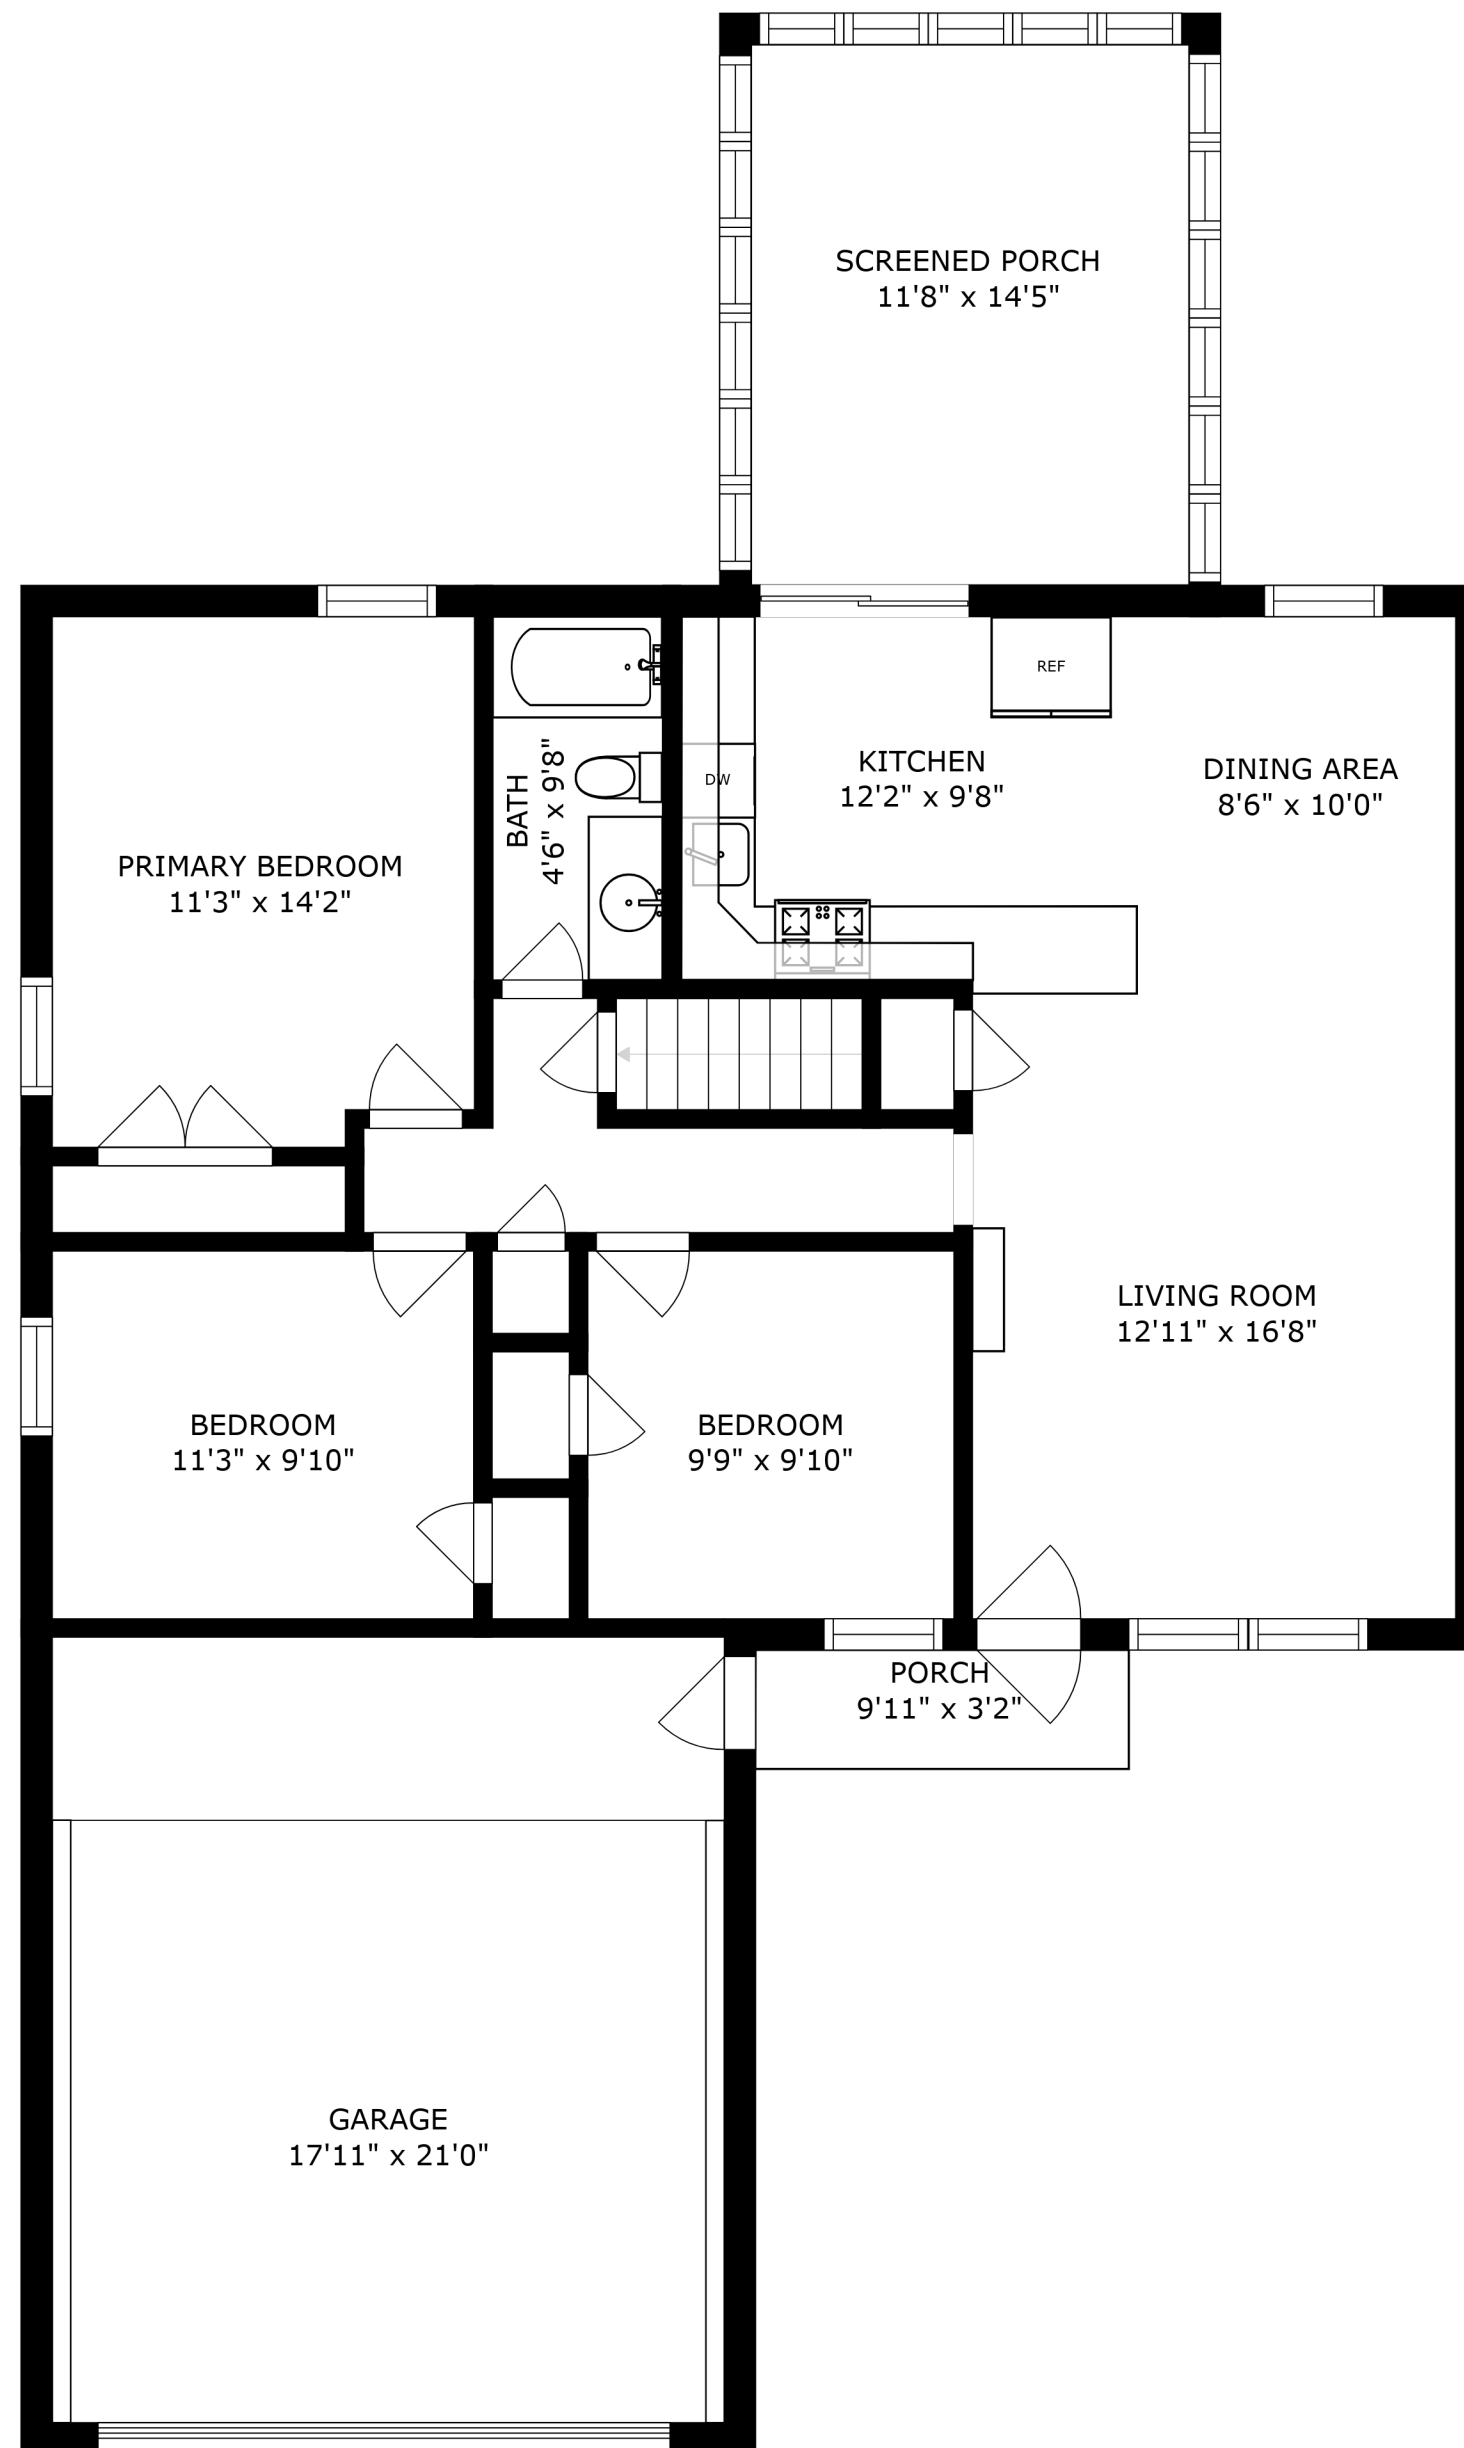 SCREENED PORCH
11'8" x 14'5"
REF
KITCHEN
12'2" x 9'8"
DINING AREA
8'6" x 10'0"
DW
BATH
4'6" x 9'8"
PRIMARY BEDROOM
11'3" x 14'2"
LIVING ROOM
12'11" x 16'8"
BEDROOM
11'3" x 9'10"
BEDROOM
9'9" x 9'10"
PORCH
9'11" x 3'2"
GARAGE
17'11" x 21'0"